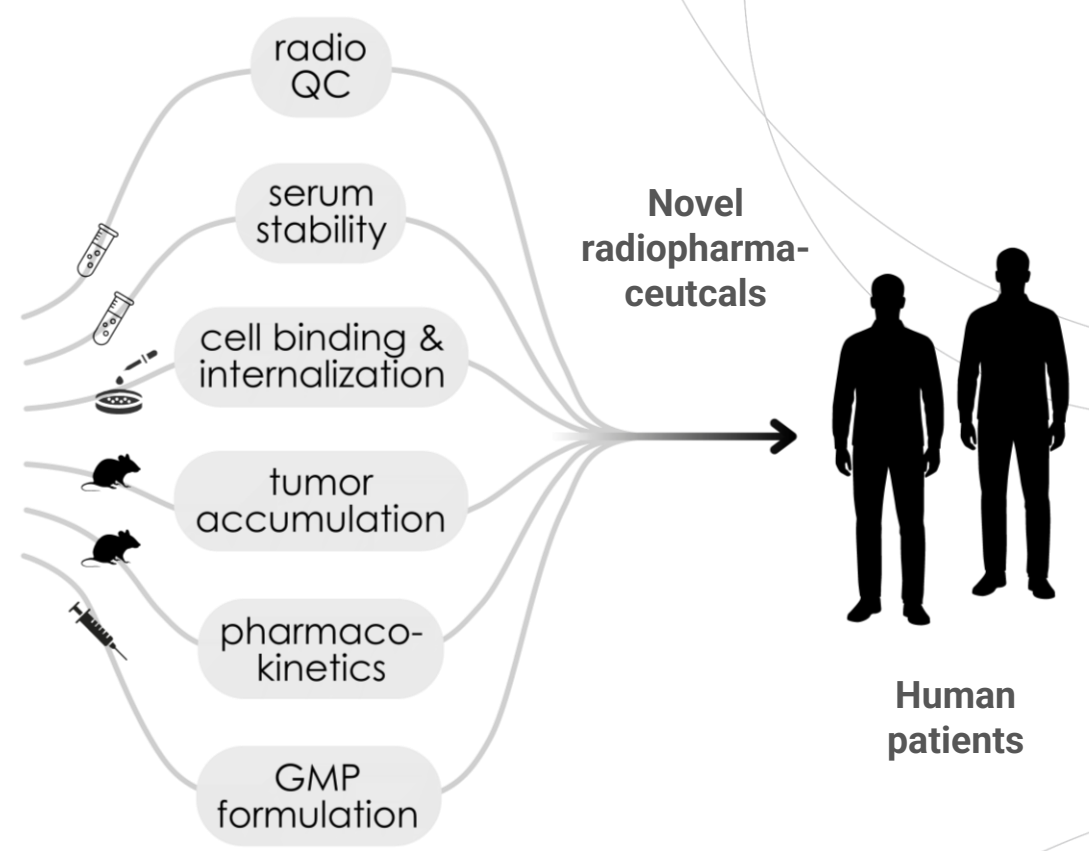 radio
QC
serum
stability
cell binding &
internalization
tumor
accumulation
pharmaco-
kinetics
GMP
formulation
Novel
radiopharma-
ceutcals
Human
patients